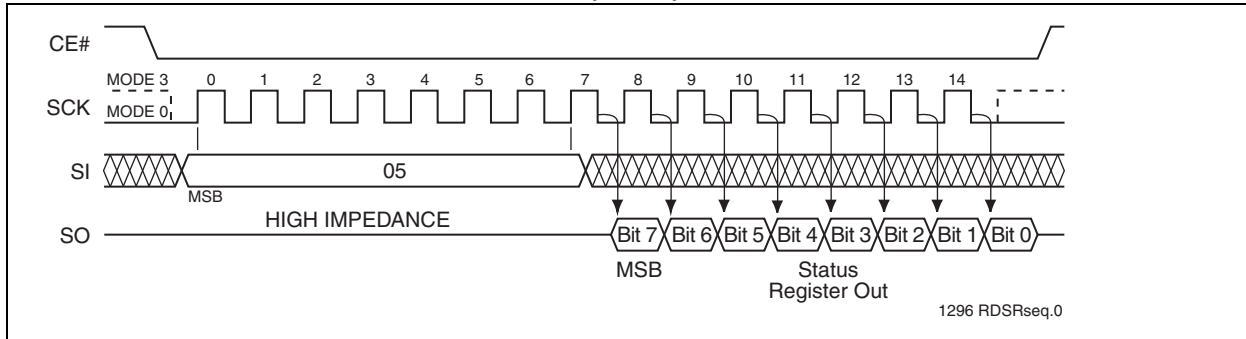 CE#
MODE 3 0 1 2 3 4 5 6 7 8 9 10 11 12 13 14
SCK MODE 0
SI 05
MSB
HIGH IMPEDANCE
SO Bit 7 Bit 6 Bit 5 Bit 4 Bit 3 Bit 2 Bit 1 Bit 0
MSB Status
Register Out
1296 RDSRseq.0